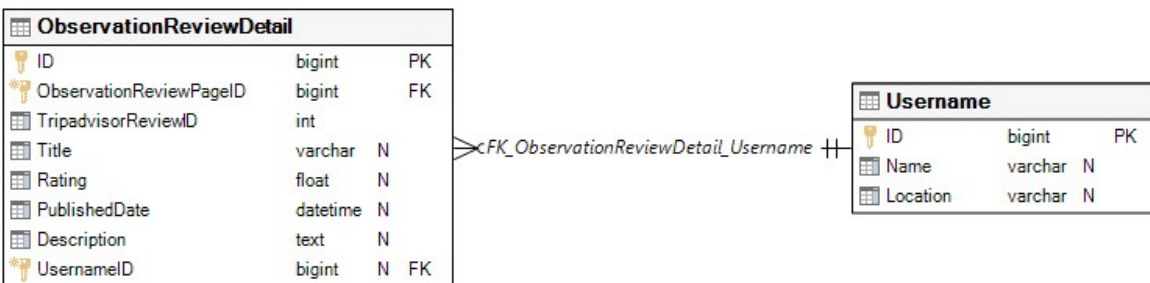 ObservationReviewDetail
ID bigint PK
ObservationReviewPageID bigint FK
TripadvisorReviewID int
Title varchar N
Rating float N
PublishedDate datetime N
Description text N
UsernameID bigint N FK
cFK_ObservationReviewDetail_Username
Username
ID bigint PK
Name varchar N
Location varchar N